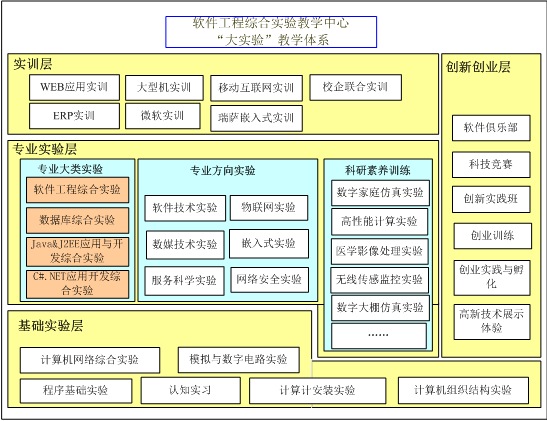 软件工程综合实验教学中心
“大实验”教学体系
实训层
WEB应用实训
大型机实训
移动互联网实训
校企联合实训
ERP实训
微软实训
瑞萨嵌入式实训
专业实验层
专业大类实验
软件工程综合实验
数据库综合实验
Java&J2EE应用与开
发综合实验
C#.NET应用开发综
合实验
专业方向实验
软件技术实验
物联网实验
数媒技术实验
嵌入式实验
服务科学实验
网络安全实验
科研素养训练
数字家庭仿真实验
高性能计算实验
医学影像处理实验
无线传感监控实验
数字大棚仿真实验
……
基础实验层
计算机网络综合实验
模拟与数字电路实验
程序基础实验
认知实习
计算计安装实验
计算机组织结构实验
创新创业层
软件俱乐部
科技竞赛
创新实践班
创业训练
创业实践与孵
化
高新技术展示
体验